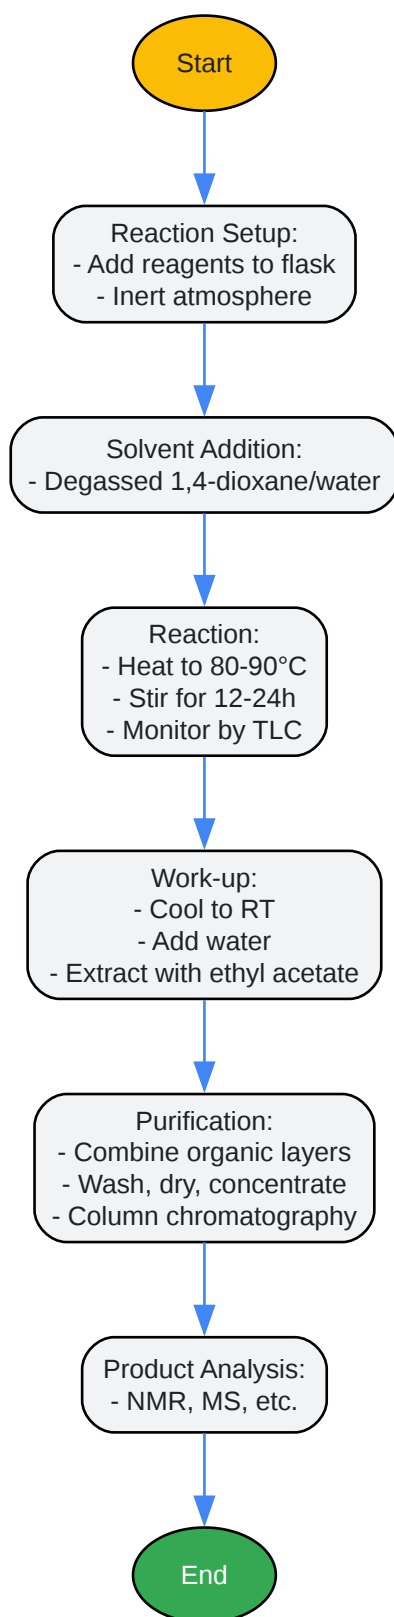 Start
Reaction Setup:
- Add reagents to flask
- Inert atmosphere
Solvent Addition:
- Degassed 1,4-dioxane/water
Reaction:
- Heat to 80-90°C
- Stir for 12-24h
- Monitor by TLC
Work-up:
- Cool to RT
- Add water
- Extract with ethyl acetate
Purification:
- Combine organic layers
- Wash, dry, concentrate
- Column chromatography
Product Analysis:
- NMR, MS, etc.
End